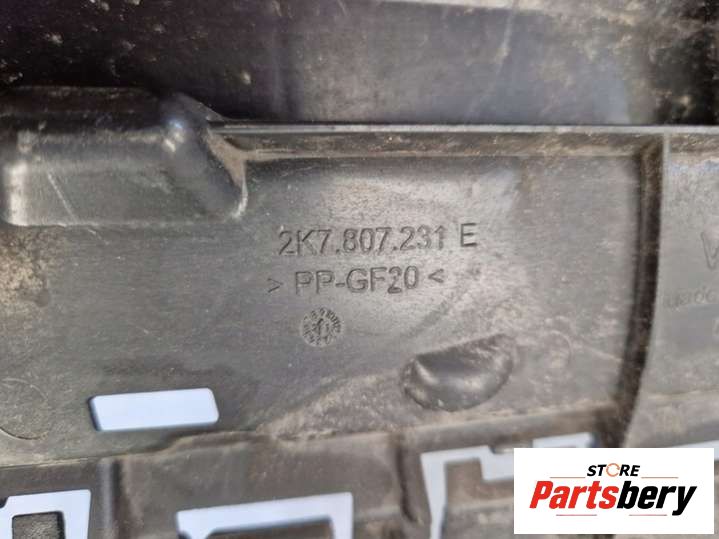 2K7.807.231 E
> PP-GF20 <
STORE
Partsbery